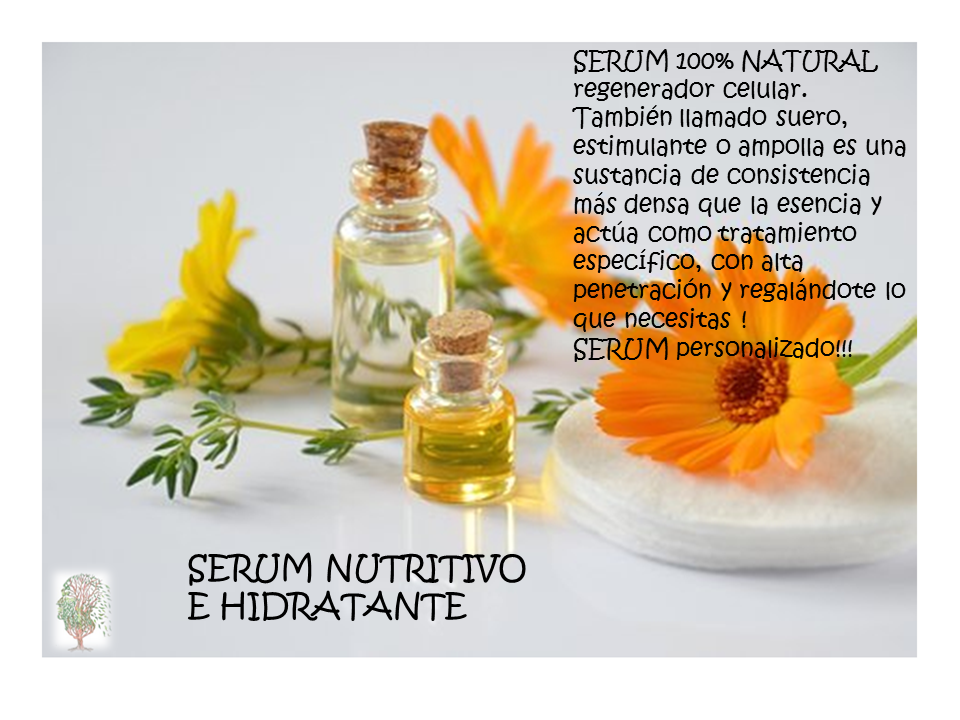 SERUM 100% NATURAL
regenerador celular.
También llamado suero,
estimulante o ampolla es una
sustancia de consistencia
más densa que la esencia y
actúa como tratamiento
específico, con alta
penetración y regalándote lo
que necesitas !
SERUM personalizado!!!
SERUM NUTRITIVO
E HIDRATANTE